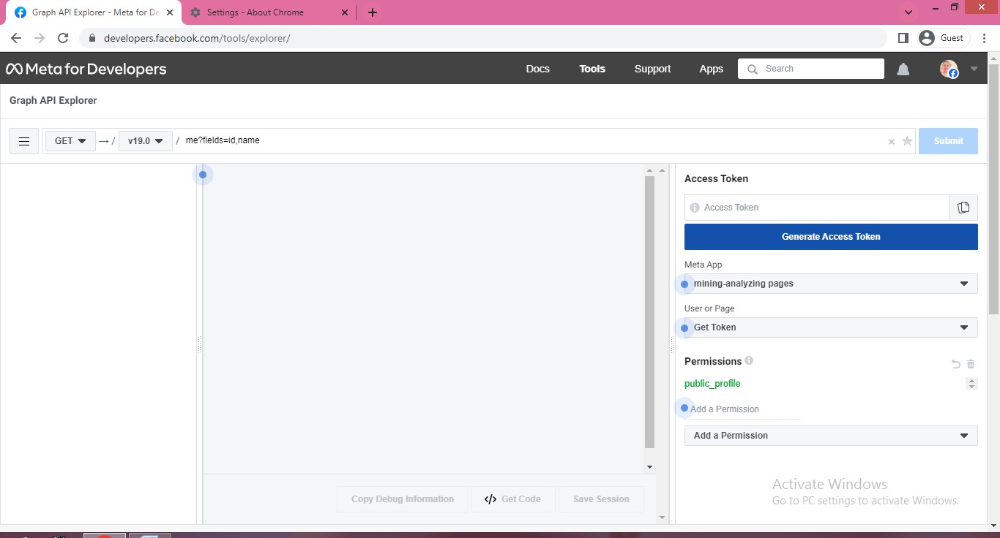 Graph API Explorer - Meta for De
Settings - About Chrome
developers.facebook.com/tools/explorer/
Guest
Meta for Developers
Docs
Tools
Support
Apps
Search
Graph API Explorer
GET
→ /
v19.0
/
me?fields=id,name
Submit
Access Token
Access Token
Generate Access Token
Meta App
mining-analyzing pages
User or Page
Get Token
Permissions
public_profile
Add a Permission
Add a Permission
Copy Debug Information
</> Get Code
Save Session
Activate Windows
Go to PC settings to activate Windows.